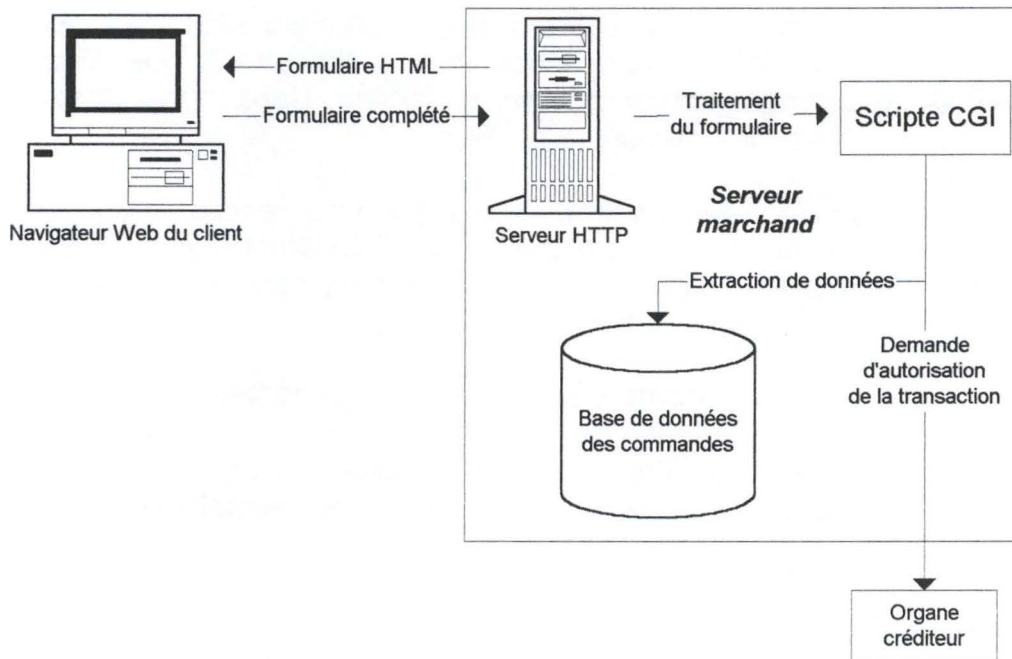 Formulaire HTML
Formulaire complété
Navigateur Web du client
Serveur HTTP
Traitement
du formulaire
Scripte CGI
Serveur
marchand
Extraction de données
Base de données
des commandes
Demande
d'autorisation
de la transaction
Organe
créditeur